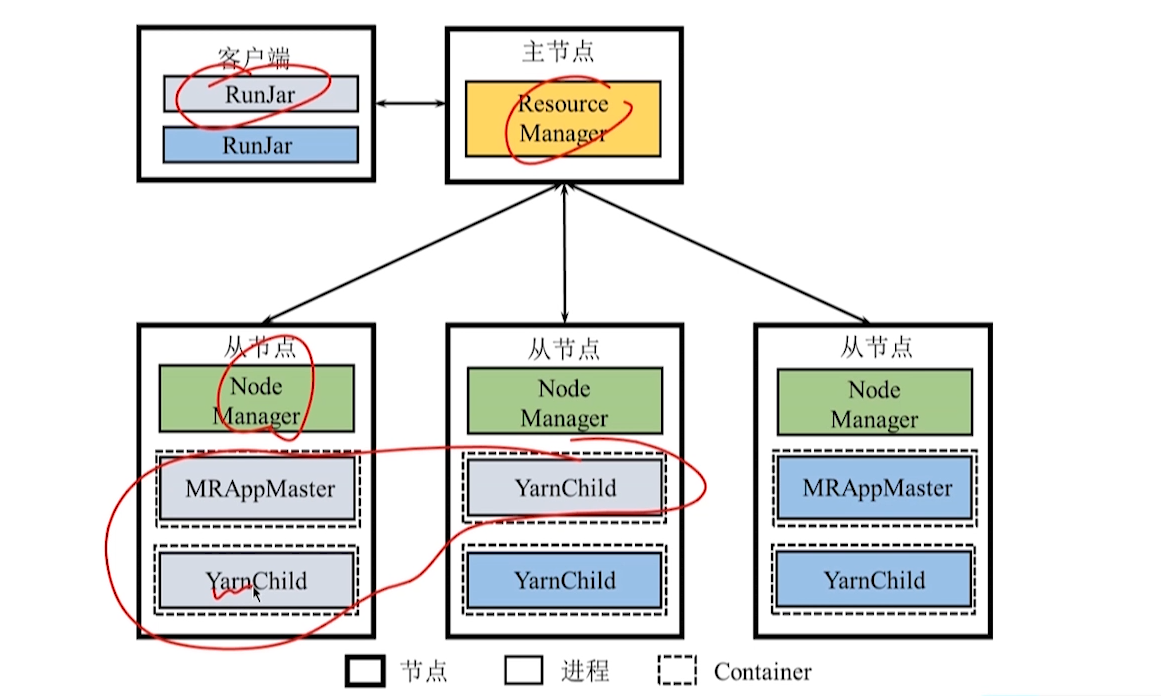 客户端
RunJar
RunJar
主节点
Resource
Manager
从节点
Node
Manager
MRAppMaster
YarnChild
从节点
Node
Manager
YarnChild
YarnChild
从节点
Node
Manager
MRAppMaster
YarnChild
节点
进程
Container